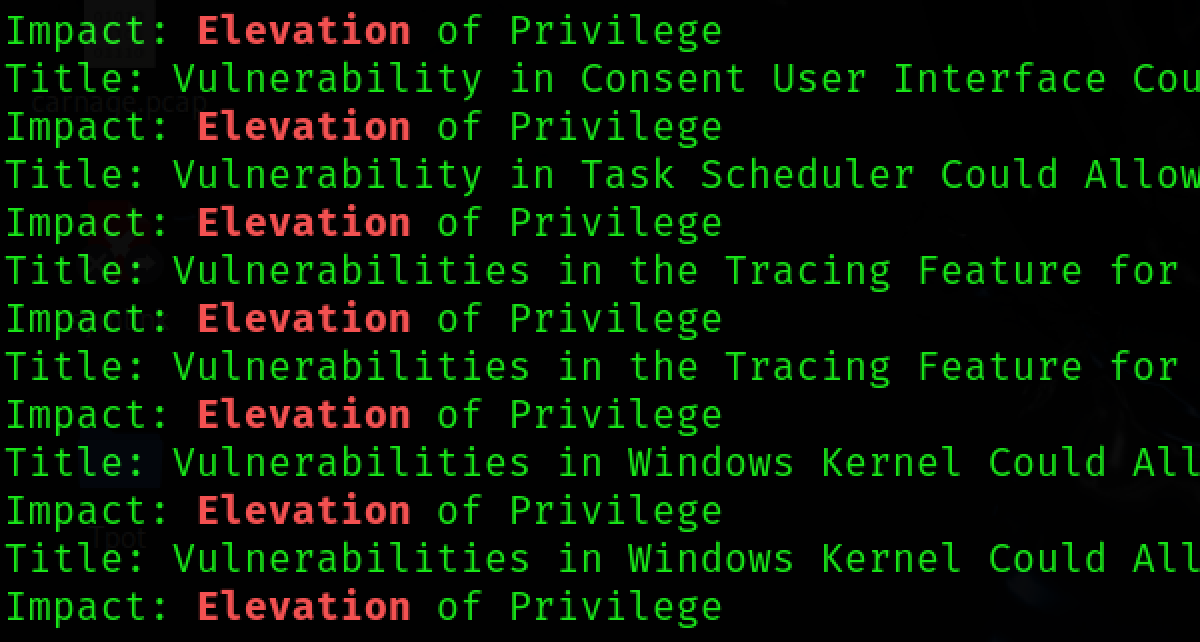 Impact: Elevation of Privilege
Title: Vulnerability in Consent User Interface Cou
Impact: Elevation of Privilege
Title: Vulnerability in Task Scheduler Could Allow
Impact: Elevation of Privilege
Title: Vulnerabilities in the Tracing Feature for
Impact: Elevation of Privilege
Title: Vulnerabilities in the Tracing Feature for
Impact: Elevation of Privilege
Title: Vulnerabilities in Windows Kernel Could All
Impact: Elevation of Privilege
Title: Vulnerabilities in Windows Kernel Could All
Impact: Elevation of Privilege
carnage.pcap